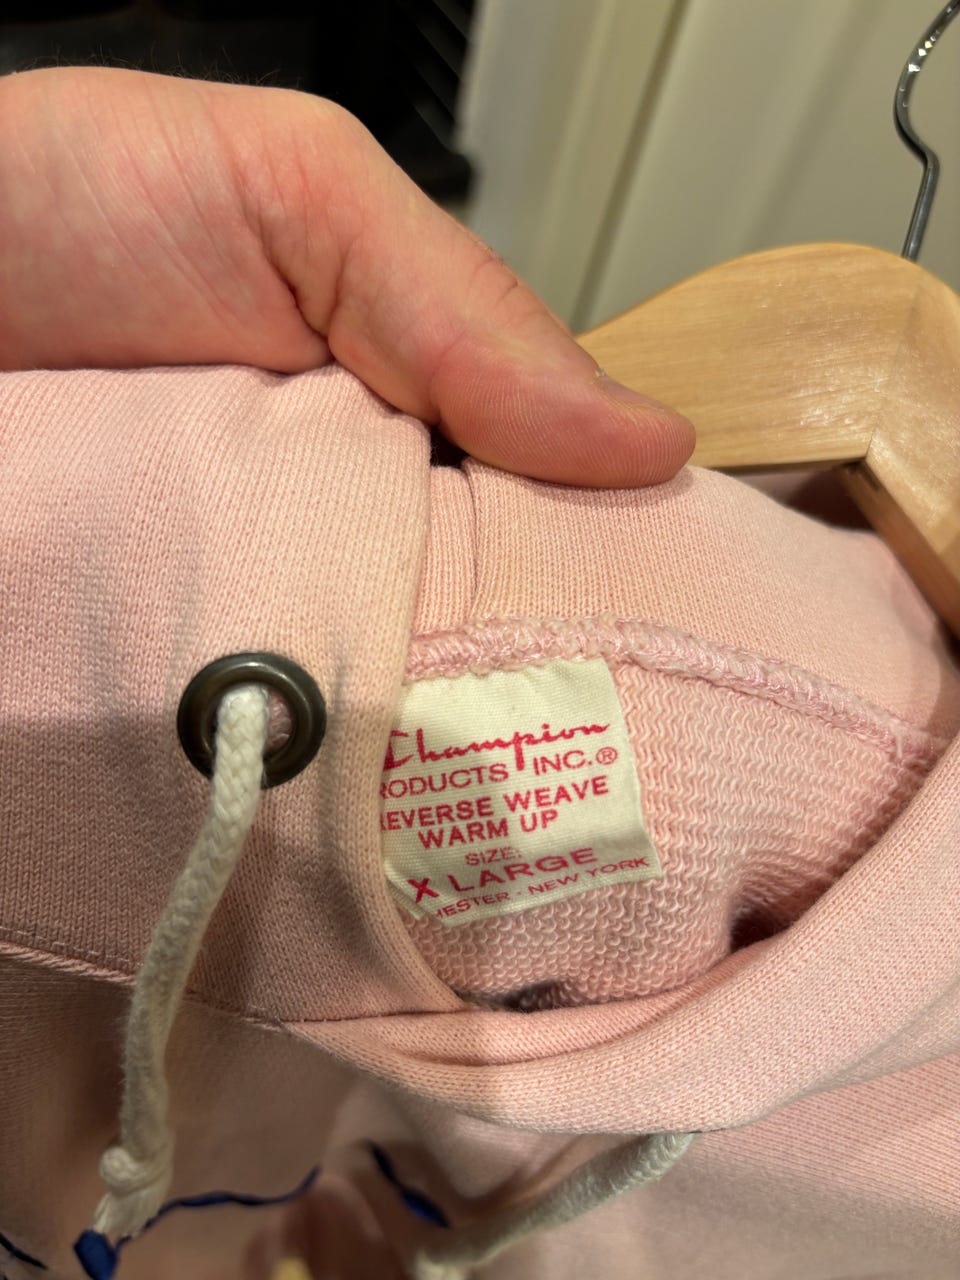 Champion
RODUCTS INC.®
EVERSE WEAVE
WARM UP
SIZE:
X LARGE
HESTER - NEW YORK